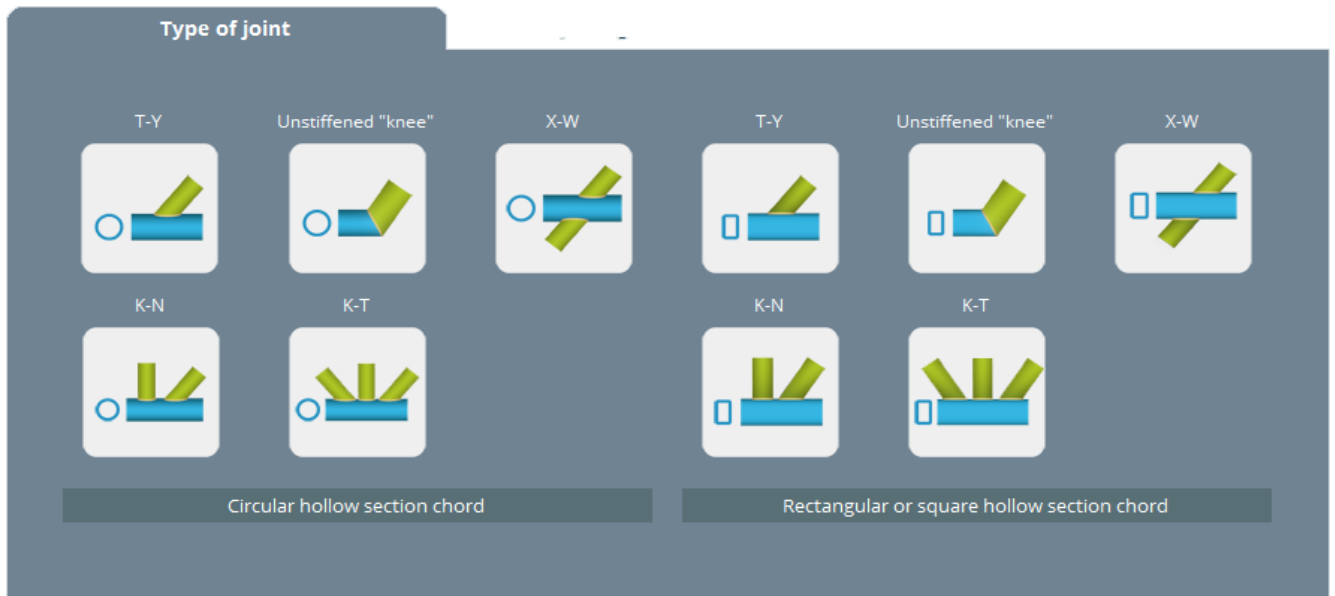 Type of joint
T-Y
Unstiffened "knee"
X-W
T-Y
Unstiffened "knee"
X-W
K-N
K-T
K-N
K-T
Circular hollow section chord
Rectangular or square hollow section chord